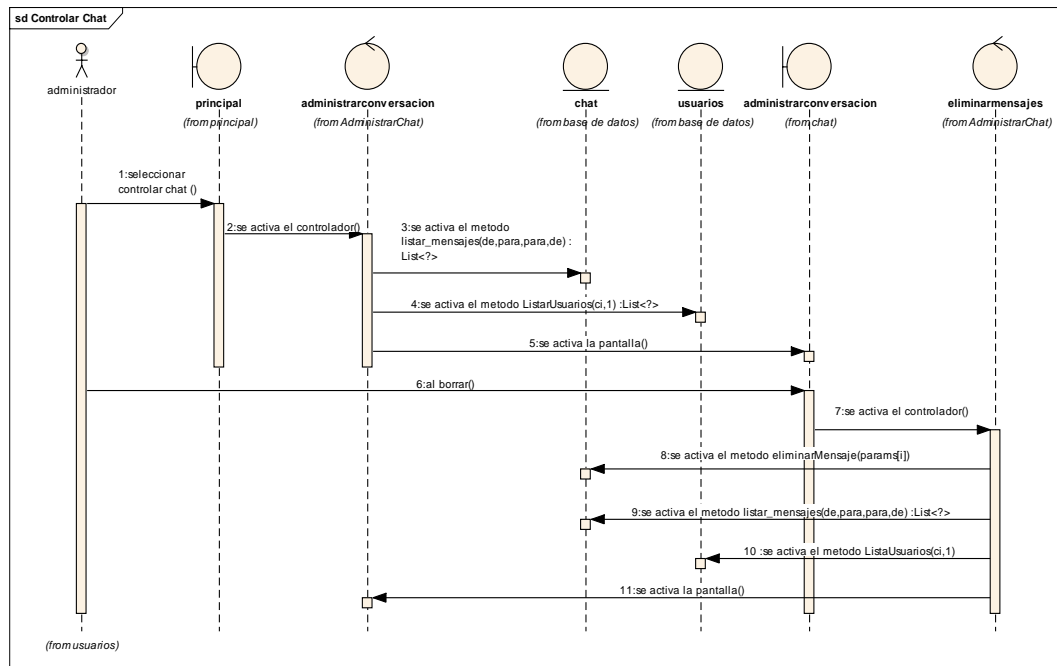 sd Controlar Chat
administrador
principal
(from principal)
administrarconversacion
(from AdministrarChat)
chat
(from base de datos)
usuarios
(from base de datos)
administrarconversacion
(from chat)
eliminarmensajes
(from AdministrarChat)
1:seleccionar
controlar chat ()
2:se activa el controlador()
3:se activa el metodo
listar_mensajes(de,para,para,de) :
List<?>
4:se activa el metodo ListarUsuarios(ci,1) :List<?>
5:se activa la pantalla()
6:al borrar()
7:se activa el controlador()
8:se activa el metodo eliminarMensaje(params[i])
9:se activa el metodo listar_mensajes(de,para,para,de) :List<?>
10 :se activa el metodo ListaUsuarios(ci,1)
11:se activa la pantalla()
(from usuarios)